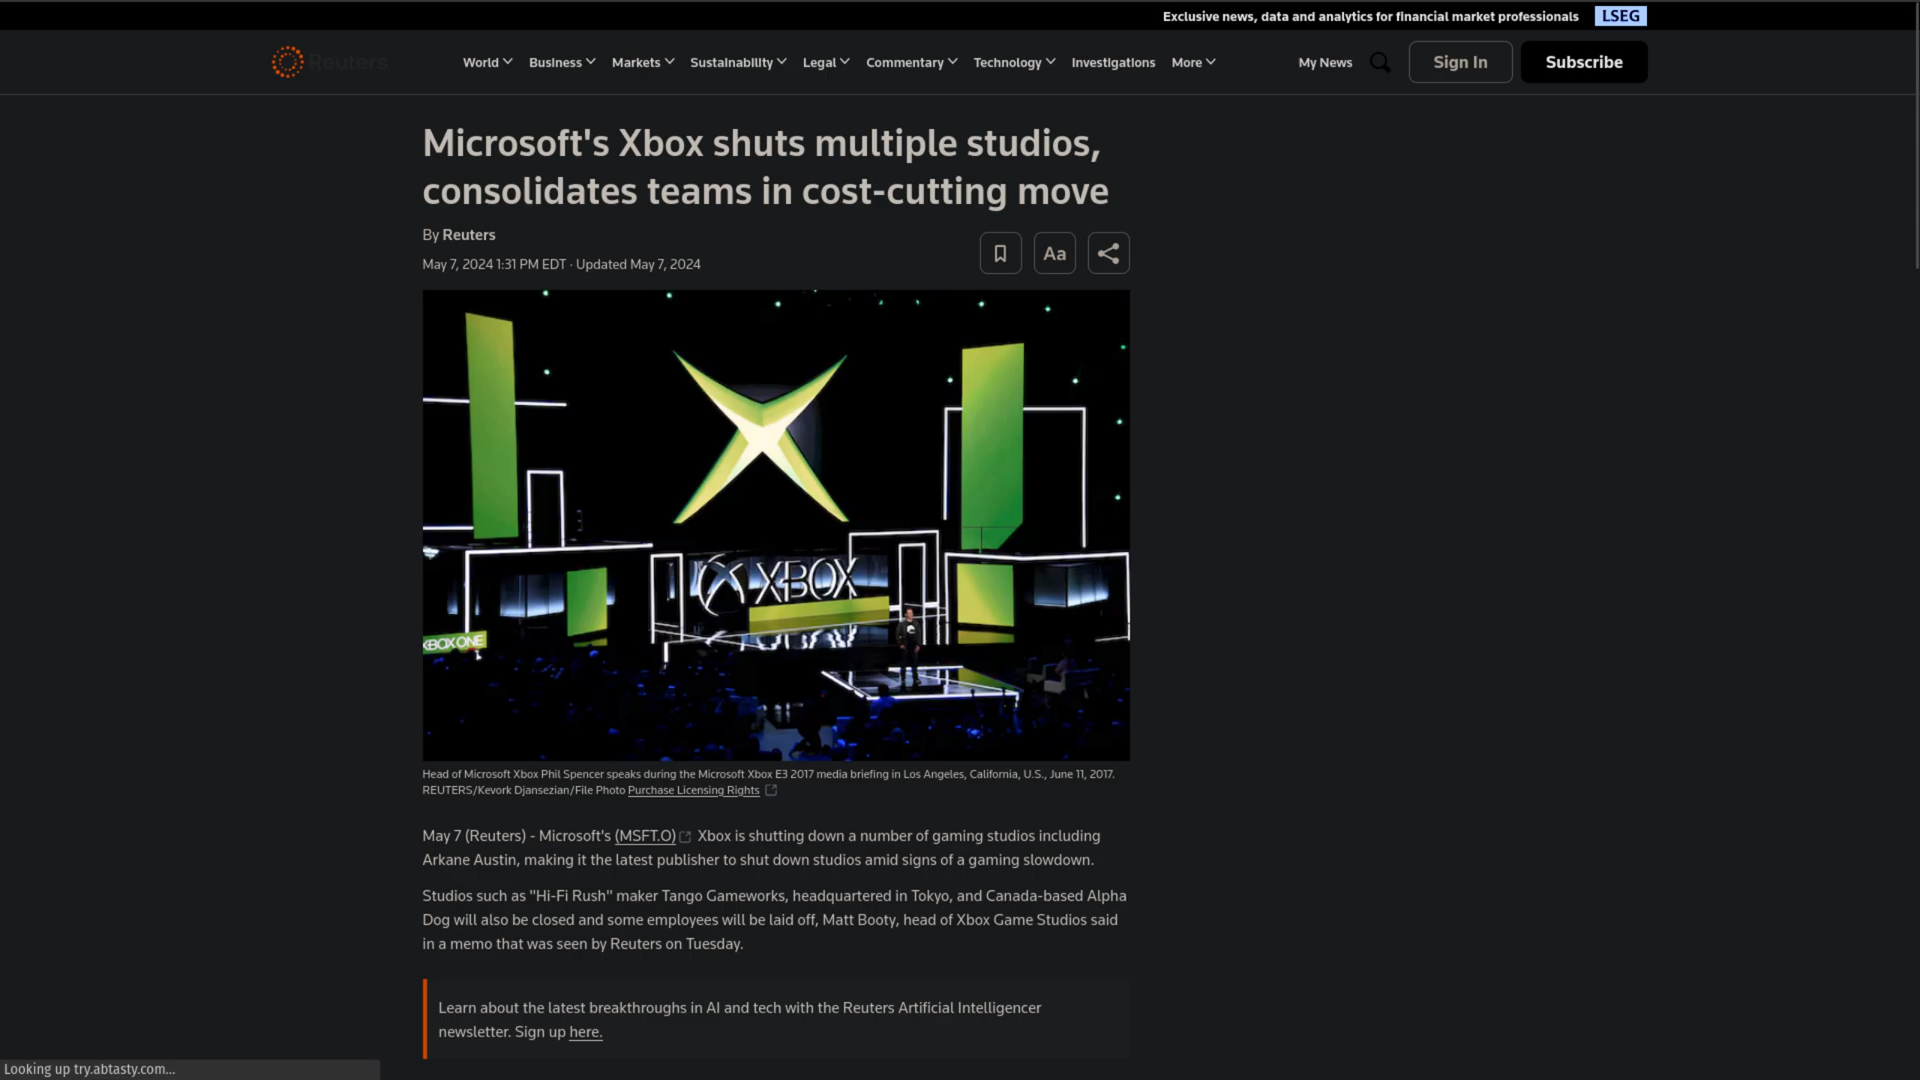 Exclusive news, data and analytics for financial market professionals LSEG
Reuters World Business Markets Sustainability Legal Commentary Technology Investigations More My News Sign In Subscribe
Microsoft's Xbox shuts multiple studios,
consolidates teams in cost-cutting move
By Reuters
May 7, 2024 1:31 PM EDT · Updated May 7, 2024
Aa
XBOX
XBOX ONE
Head of Microsoft Xbox Phil Spencer speaks during the Microsoft Xbox E3 2017 media briefing in Los Angeles, California, U.S., June 11, 2017.
REUTERS/Kevork Djansezian/File Photo Purchase Licensing Rights
May 7 (Reuters) - Microsoft's (MSFT.O) Xbox is shutting down a number of gaming studios including
Arkane Austin, making it the latest publisher to shut down studios amid signs of a gaming slowdown.
Studios such as "Hi-Fi Rush" maker Tango Gameworks, headquartered in Tokyo, and Canada-based Alpha
Dog will also be closed and some employees will be laid off, Matt Booty, head of Xbox Game Studios said
in a memo that was seen by Reuters on Tuesday.
Learn about the latest breakthroughs in AI and tech with the Reuters Artificial Intelligencer
newsletter. Sign up here.
Looking up try.abtasty.com...